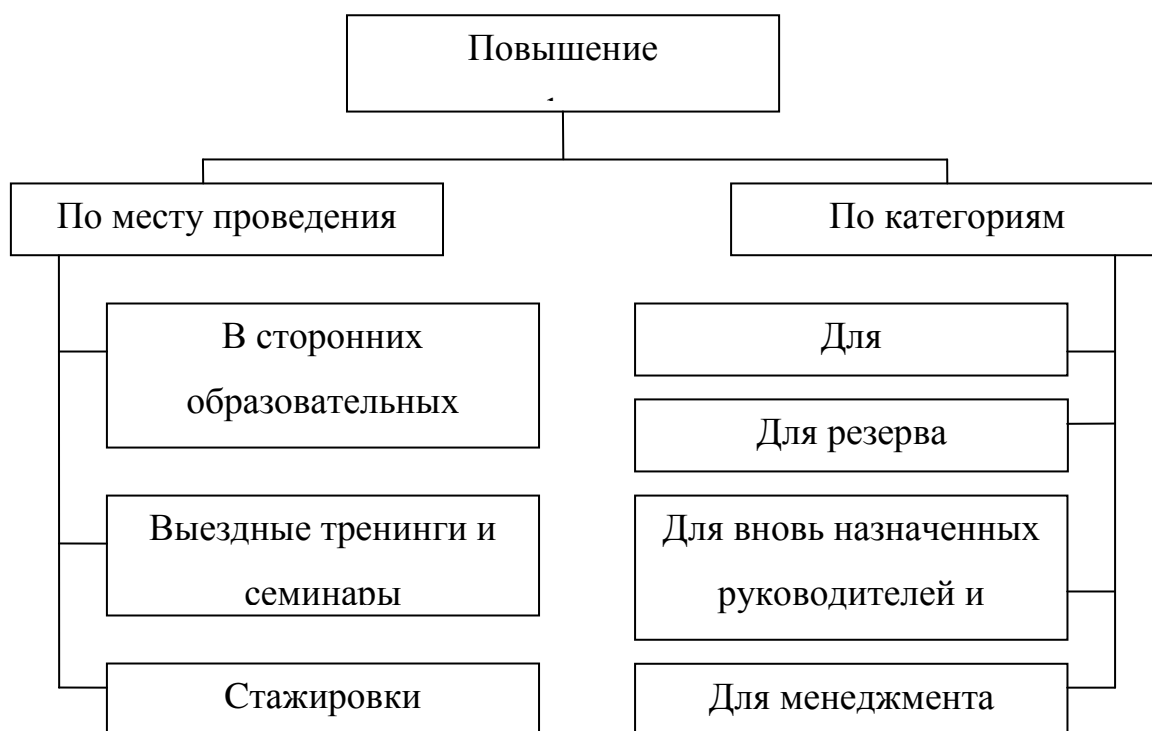 Повышение
По месту проведения
По категориям
В сторонних
образовательных
Выездные тренинги и
семинары
Стажировки
Для
Для резерва
Для вновь назначенных
руководителей и
Для менеджмента